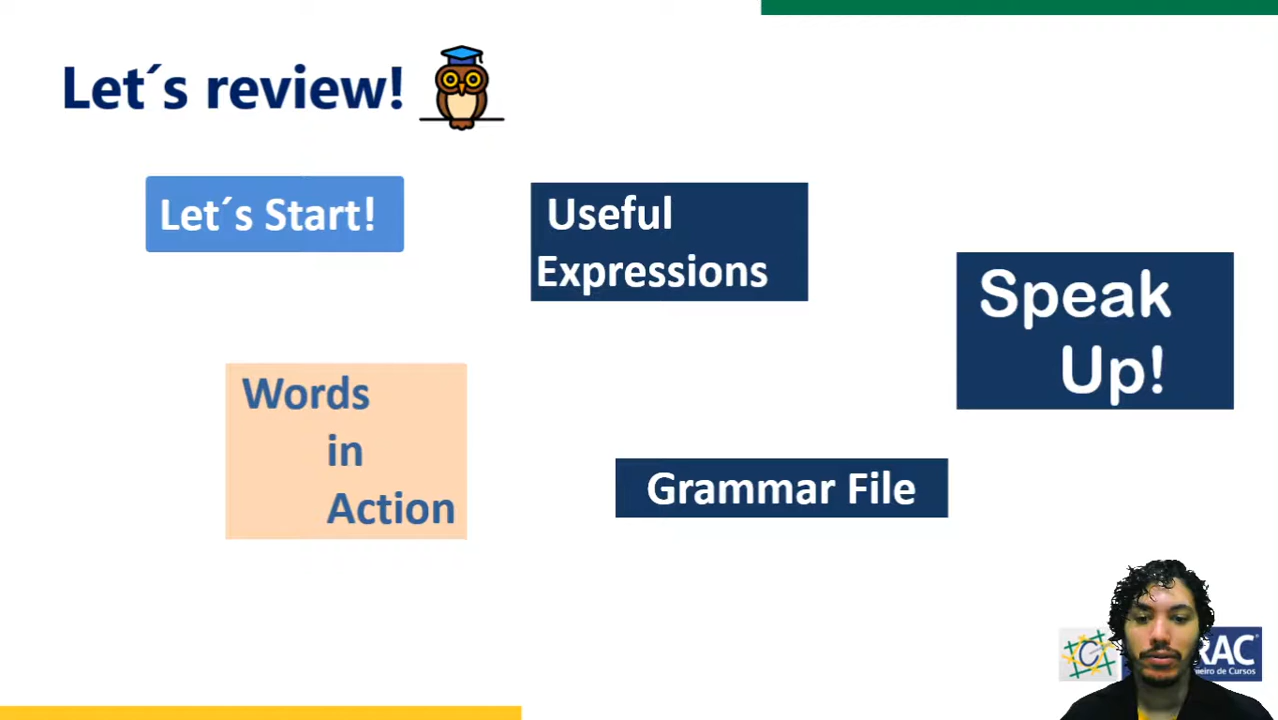 Let´s review!
Let´s Start!
Useful
Expressions
Speak
Up!
Words
in
Action
Grammar File
C
RAC